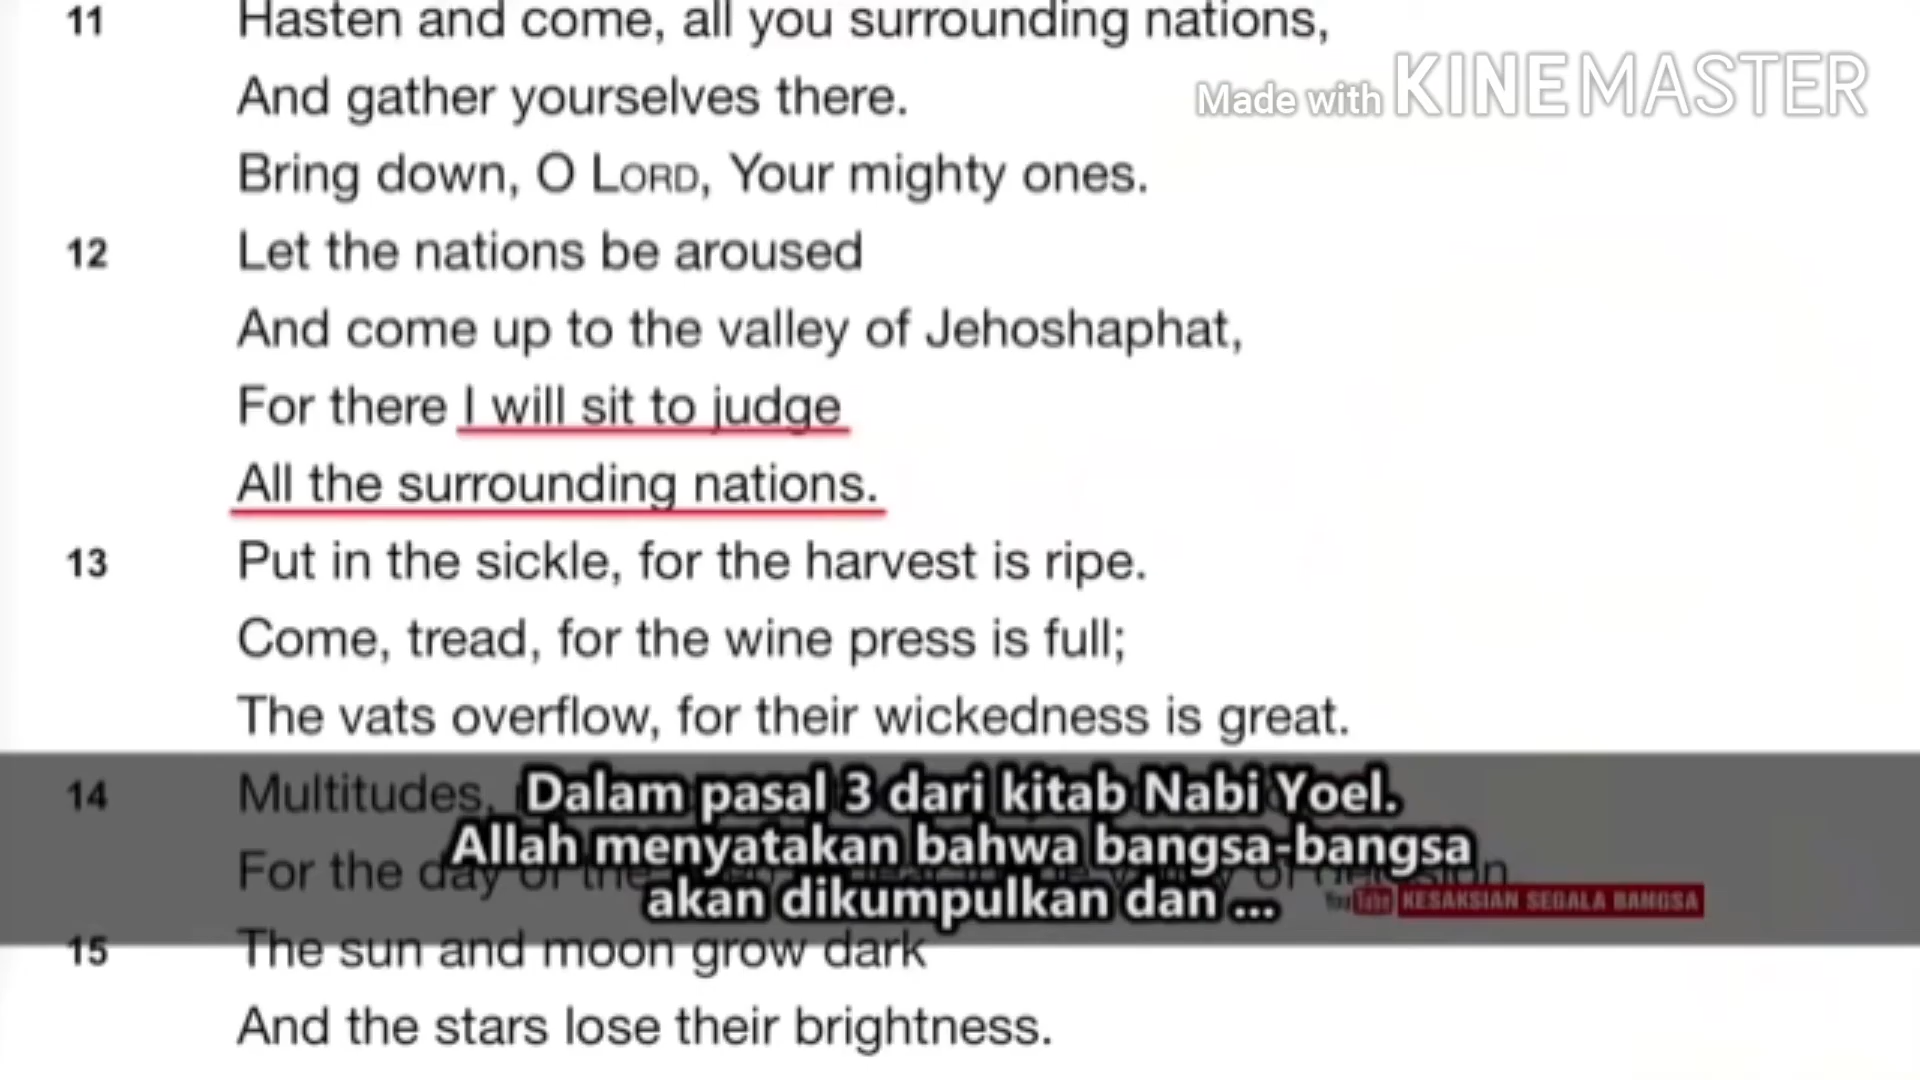 11 Hasten and come, all you surrounding nations,
And gather yourselves there.
Made with KINEMASTER
Bring down, O LORD, Your mighty ones.
12 Let the nations be aroused
And come up to the valley of Jehoshaphat,
For there I will sit to judge
All the surrounding nations.
13 Put in the sickle, for the harvest is ripe.
Come, tread, for the wine press is full;
The vats overflow, for their wickedness is great.
14 Multitudes,
Dalam pasal 3 dari kitab Nabi Yoel.
Allah menyatakan bahwa bangsa-bangsa
For the day of the
akan dikumpulkan dan ...
YouTube KESAKSIAN SEGALA BANGSA
15 The sun and moon grow dark
And the stars lose their brightness.